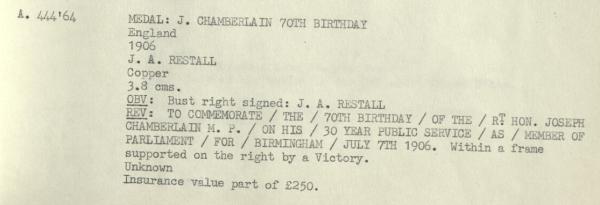 A. 444'64 MEDAL: J. CHAMBERLAIN 70TH BIRTHDAY
England
1906
J. A. RESTALL
Copper
3.8 cms.
OBV: Bust right signed: J. A. RESTALL
REV: TO COMMEMORATE / THE / 70TH BIRTHDAY / OF THE / RT HON. JOSEPH
CHAMBERLAIN M. P. / ON HIS / 30 YEAR PUBLIC SERVICE / AS / MEMBER OF
PARLIAMENT / FOR / BIRMINGHAM / JULY 7TH 1906. Within a frame
supported on the right by a Victory.
Unknown
Insurance value part of £250.